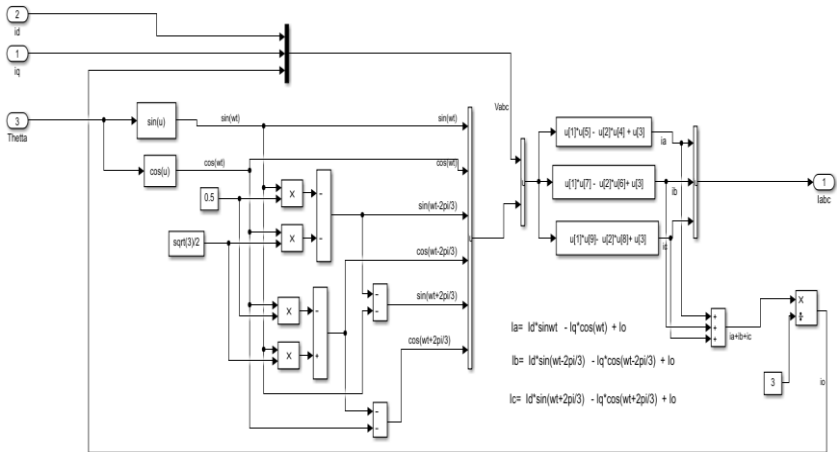 2
id
1
iq
3
Thetta
sin(u)
sin(wt)
sin(wt)
cos(u)
cos(wt)
cos(wt)
0.5
sqrt(3)/2
×
-
-
×
×
-
+
×
sin(wt-2pi/3)
cos(wt-2pi/3)
-
-
sin(wt+2pi/3)
cos(wt+2pi/3)
-
-
Vabc
u[1]*u[5] - u[2]*u[4] + u[3]
ia
u[1]*u[7] - u[2]*u[6]+ u[3]
ib
u[1]*u[9]- u[2]*u[8]+ u[3]
ic
1
Iabc
+
+
+
ia+ib+ic
×
÷
3
io
Ia= Id*sinwt - Iq*cos(wt) + Io
Ib= Id*sin(wt-2pi/3) - Iq*cos(wt-2pi/3) + Io
Ic= Id*sin(wt+2pi/3) - Iq*cos(wt+2pi/3) + Io